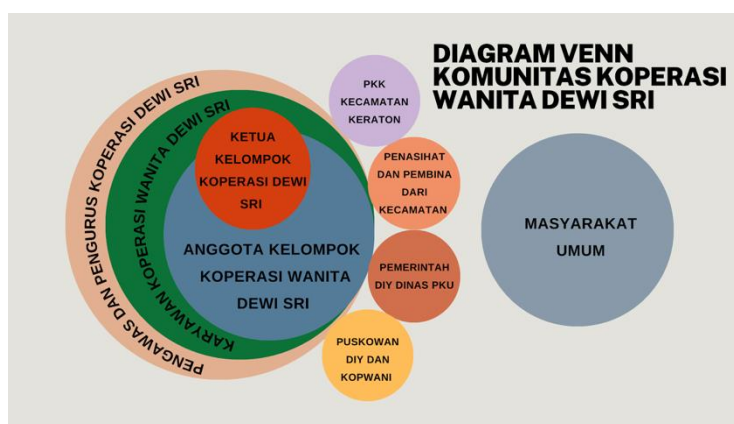 DIAGRAM VENN
KOMUNITAS KOPERASI
WANITA DEWI SRI
PENGAWAS DAN PENGURUS KOPERASI DEWI SRI
KARYAWAN KOPERASI WANITA DEWI SRI
KETUA
KELOMPOK
KOPERASI DEWI
SRI
ANGGOTA KELOMPOK
KOPERASI WANITA
DEWI SRI
PKK
KECAMATAN
KERATON
PENASIHAT
DAN PEMBINA
DARI
KECAMATAN
PEMERINTAH
DIY DINAS PKU
PUSKOWAN
DIY DAN
KOPWANI
MASYARAKAT
UMUM